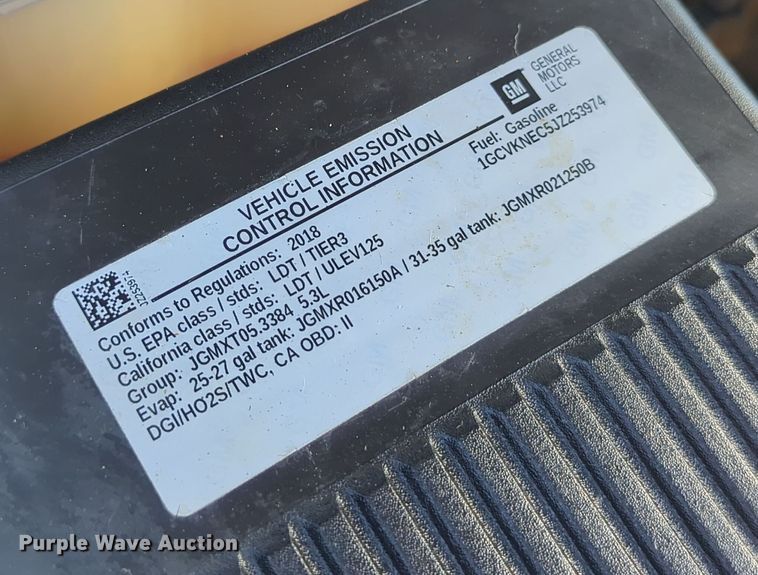 GM
GENERAL
MOTORS
LLC
VEHICLE EMISSION
CONTROL INFORMATION
Fuel: Gasoline
1GCVKNEC5JZ253974
JZ253974
Conforms to Regulations: 2018
U.S. EPA class / stds: LDT / TIER3
California class / stds: LDT / ULEV125
Group: JGMXT05.3384 5.3L
Evap: 25-27 gal tank: JGMXR016150A / 31-35 gal tank: JGMXR021250B
DGI/HO2S/TWC, CA OBD: II
Purple Wave Auction